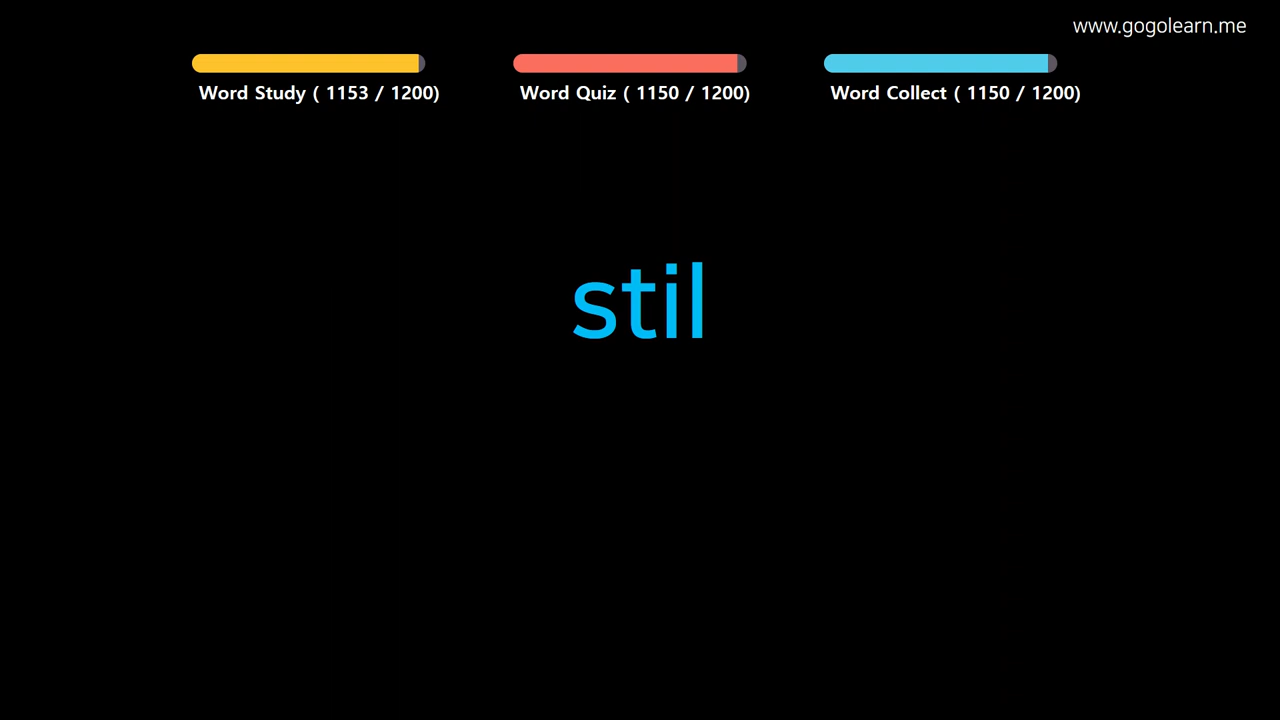 www.gogolearn.me
Word Study ( 1153 / 1200)
Word Quiz ( 1150 / 1200)
Word Collect ( 1150 / 1200)
stil